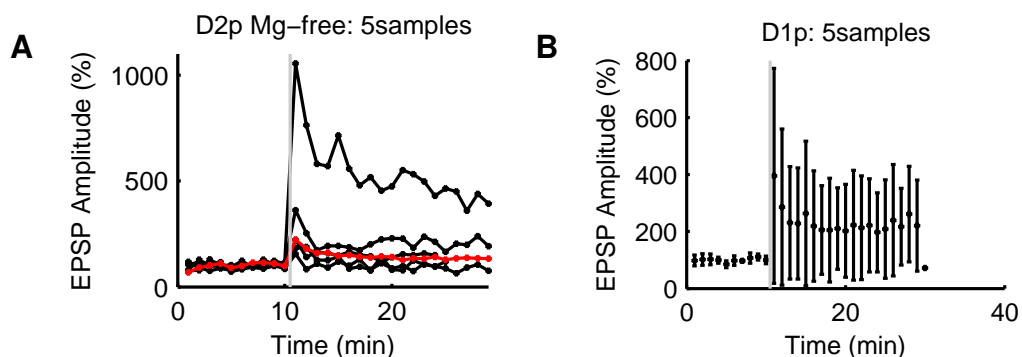 A
D2p Mg−free: 5samples
EPSP Amplitude (%)
1000
500
0
0
10
20
Time (min)
B
D1p: 5samples
EPSP Amplitude (%)
800
600
400
200
0
0
20
40
Time (min)